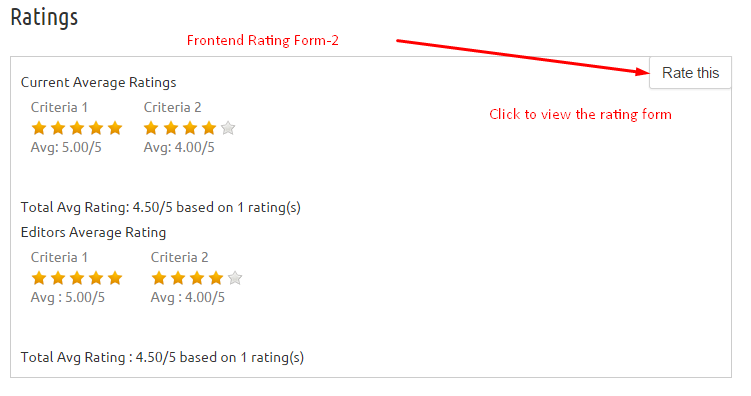 Ratings
Frontend Rating Form-2
Rate this
Current Average Ratings
Click to view the rating form
Criteria 1 Criteria 2
Avg: 5.00/5 Avg: 4.00/5
Total Avg Rating: 4.50/5 based on 1 rating(s)
Editors Average Rating
Criteria 1 Criteria 2
Avg : 5.00/5 Avg : 4.00/5
Total Avg Rating : 4.50/5 based on 1 rating(s)